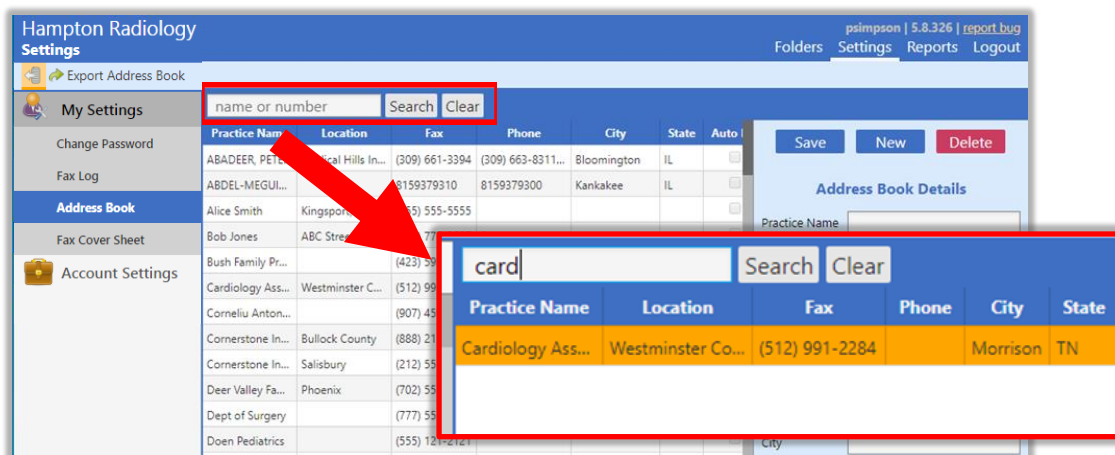 Hampton Radiology
Settings
psimpson | 5.8.326 | report bug
Folders Settings Reports Logout
Export Address Book
My Settings
Change Password
Fax Log
Address Book
Fax Cover Sheet
Account Settings
name or number Search Clear
Practice Name Location Fax Phone City State Auto
ABADEER, PETE Hills In... (309) 661-3394 (309) 663-8311... Bloomington IL
ABDEL-MEGUI... 8159379310 8159379300 Kankakee IL
Alice Smith 555-5555
Bob Jones ABC
Bush Family Pr... (423)
Cardiology Ass... Westminster C... (512)
Corneliu Anton... (907)
Cornerstone In... Bullock County (888)
Cornerstone In... Salisbury (212)
Deer Valley Fa... Phoenix (702)
Dept of Surgery (777)
Doen Pediatrics (555) 121-2121
Save New Delete
Address Book Details
Practice Name
card Search Clear
Practice Name Location Fax Phone City State
Cardiology Ass... Westminster Co... (512) 991-2284 Morrison TN
City